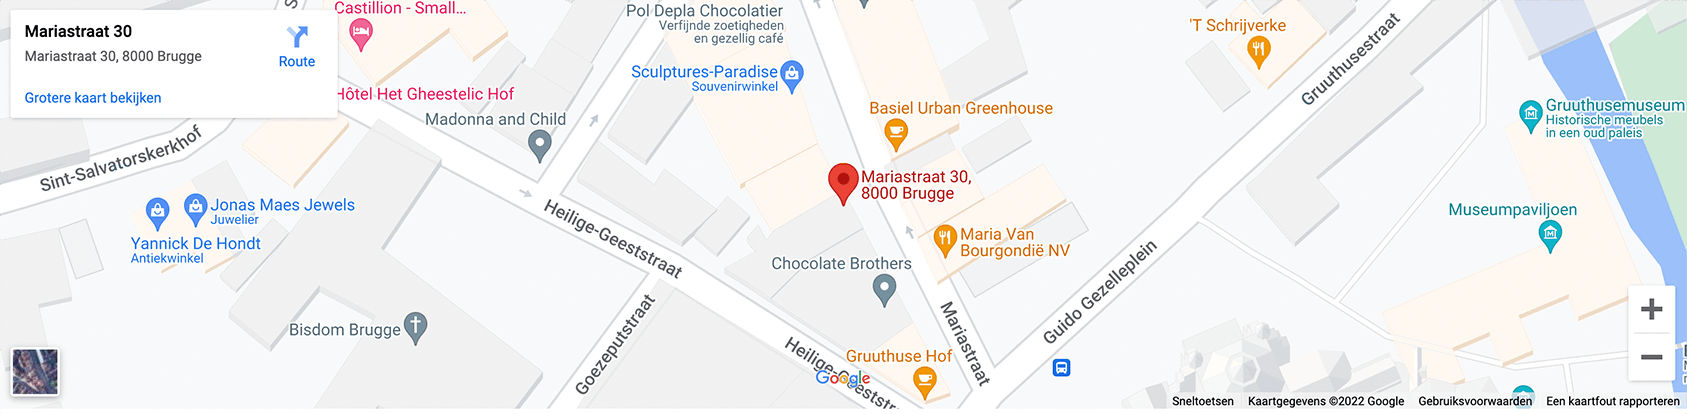 Mariastraat 30
Mariastraat 30, 8000 Brugge
Route
Grotere kaart bekijken
Castillion - Small...
Hôtel Het Gheestelic Hof
Madonna and Child
Pol Depla Chocolatier
Verfijnde zoetigheden
en gezellig café
Sculptures-Paradise
Souvenirwinkel
Basiel Urban Greenhouse
'T Schrijverke
Gruuthusestraat
Gruuthusemuseum
Historische meubels
in een oud paleis
Sint-Salvatorskerkhof
Mariastraat 30,
8000 Brugge
Jonas Maes Jewels
Juwelier
Yannick De Hondt
Antiekwinkel
Heilige-Geeststraat
Maria Van
Bourgondië NV
Museumpaviljoen
Chocolate Brothers
Guido Gezelleplein
Bisdom Brugge
Goezeputstraat
Mariastraat
Gruuthuse Hof
Heilige-Geeststr
Google
Sneltoetsen
Kaartgegevens ©2022 Google
Gebruiksvoorwaarden
Een kaartfout rapporteren